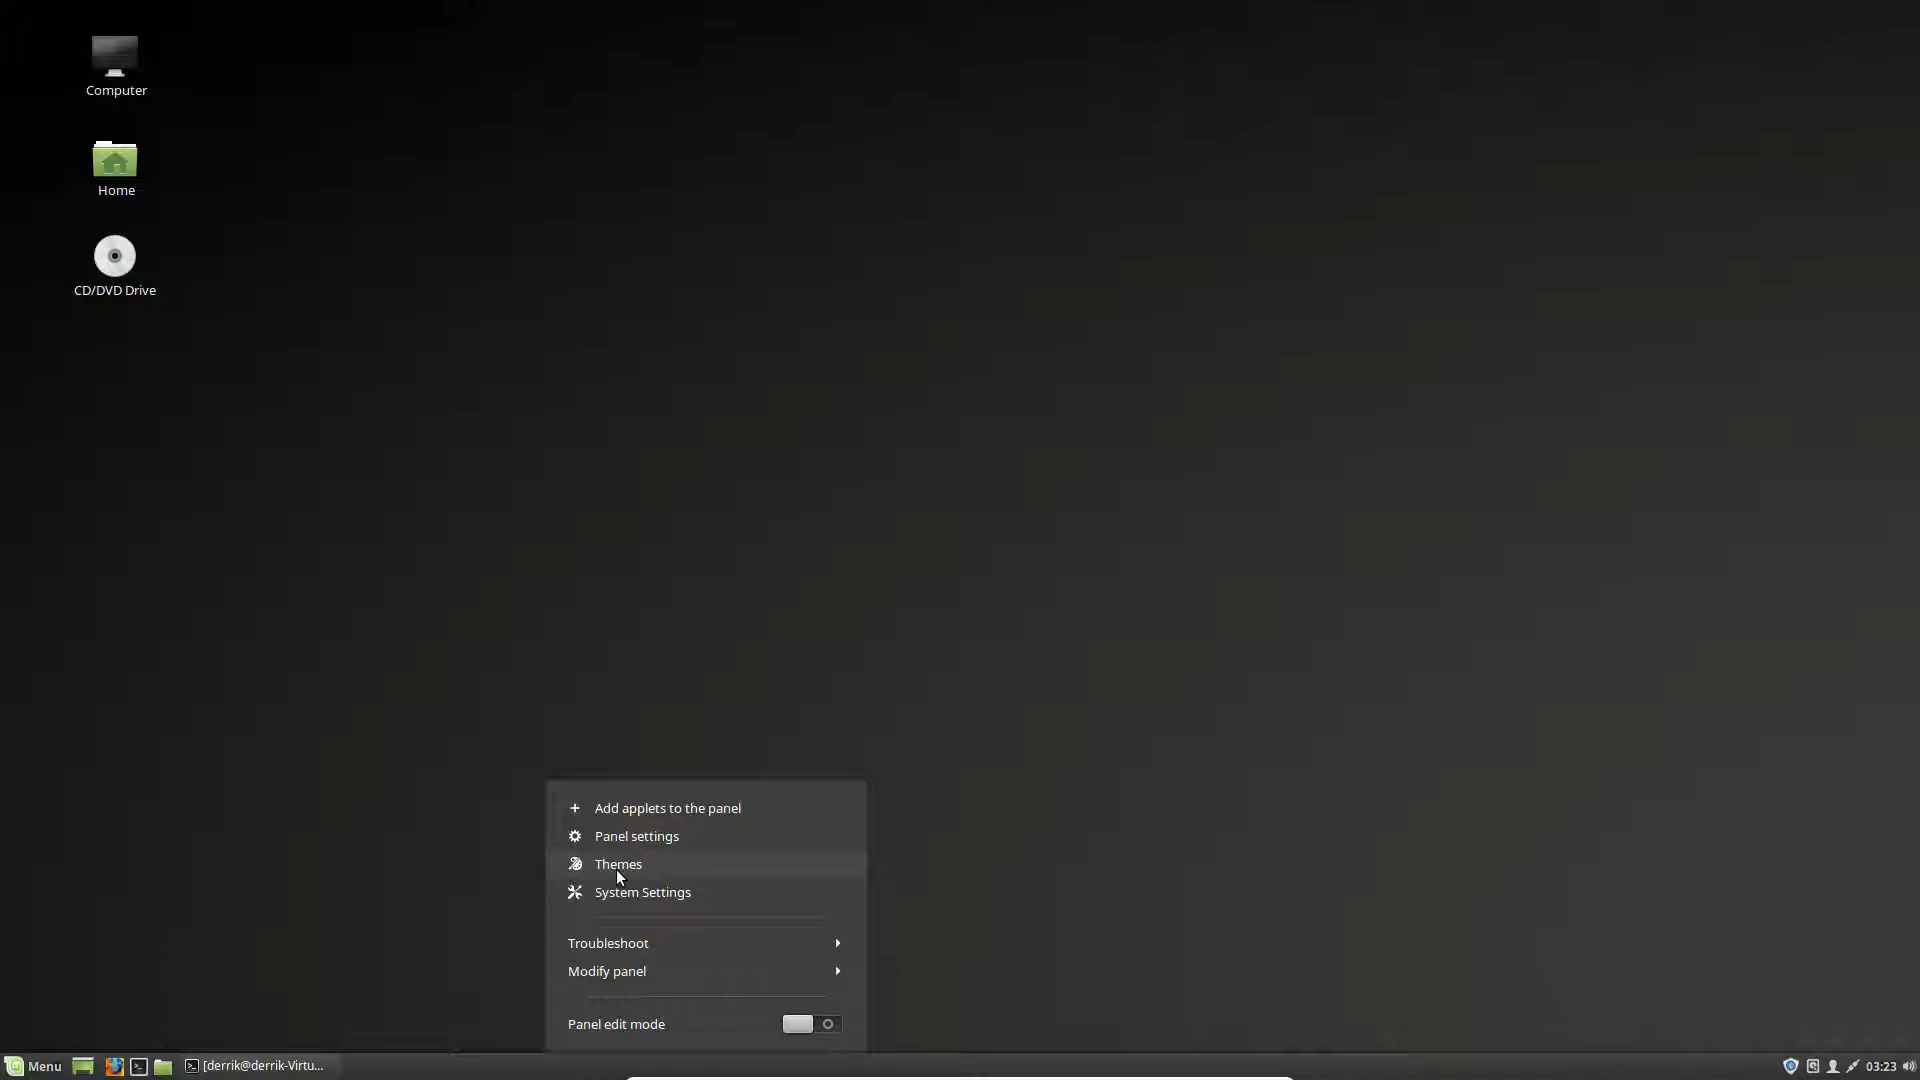 Computer
Home
CD/DVD Drive
Add applets to the panel
Panel settings
Themes
System Settings
Troubleshoot
Modify panel
Panel edit mode
Menu
[derrik@derrik-Virtu...
03:23